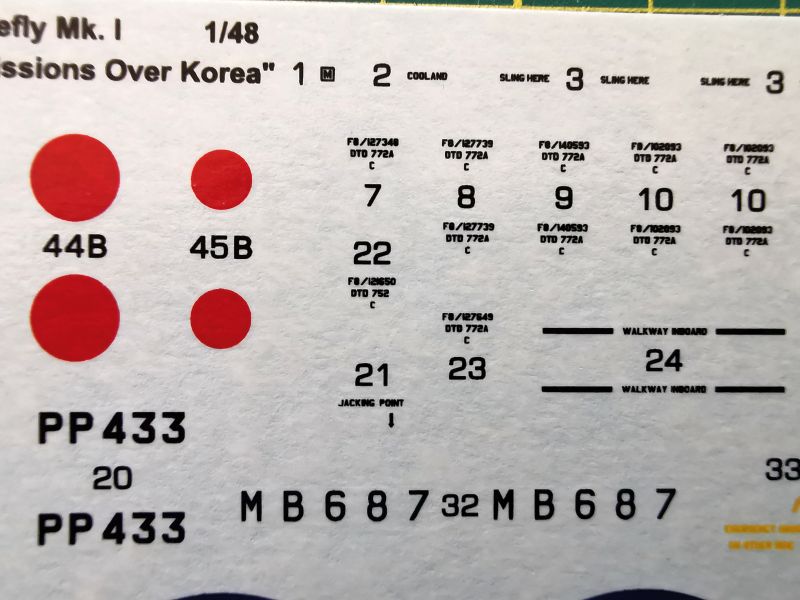 efly Mk. I 1/48
ssions Over Korea" 1 M 2 COOLAND SLING HERE 3 SLING HERE SLING HERE 3
F8/127348
DTD 772A
C
7
F8/127739
DTD 772A
C
8
F8/140593
DTD 772A
C
9
F8/102093
DTD 772A
C
10
F8/102093
DTD 772A
C
10
44B 45B
22
F8/127739
DTD 772A
C
F8/140593
DTD 772A
C
F8/102093
DTD 772A
C
F8/102093
DTD 772A
C
F8/121650
DTD 752
C
F8/127649
DTD 772A
C
WALKWAY INBOARD
21 23 24
WALKWAY INBOARD
JACKING POINT
PP433
20
PP433
MB687 32 MB687
33
EMERGENCY
ON OTHER SIDE